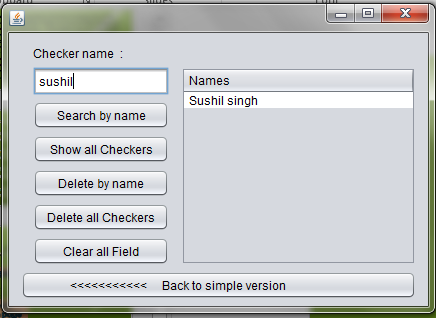 Checker name :
sushil
Names
Sushil singh
Search by name
Show all Checkers
Delete by name
Delete all Checkers
Clear all Field
<<<<<<<<<<< Back to simple version